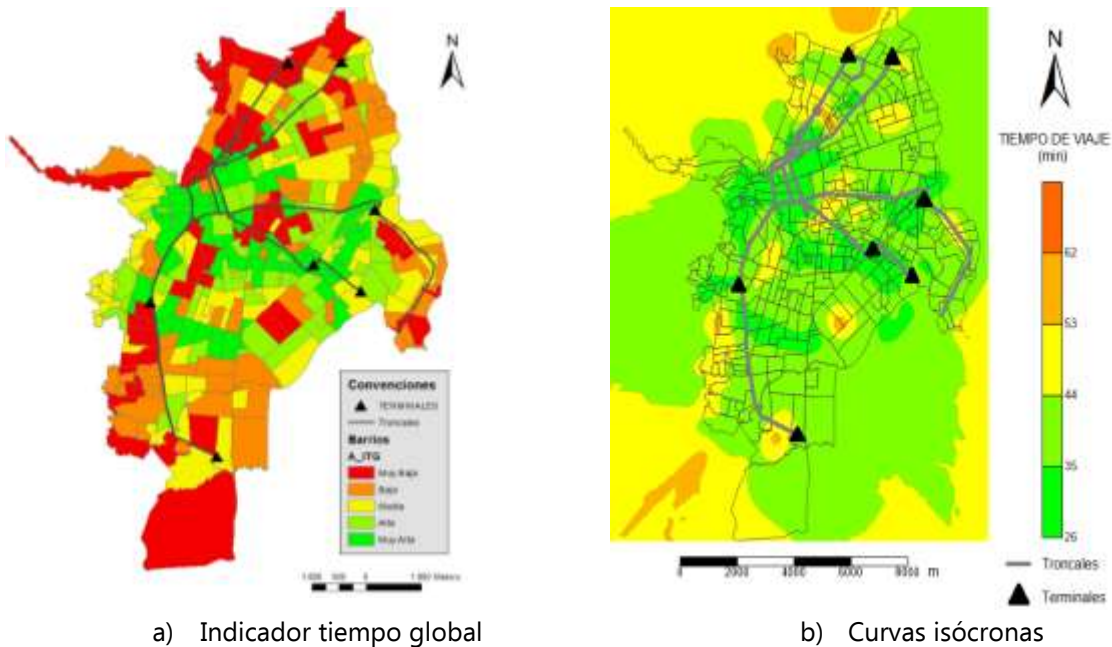 N
Convenciones
TERMINALES
Troncales
Barrios
A_ITG
Muy Baja
Baja
Media
Alta
Muy Alta
N
TIEMPO DE VIAJE
(min)
62
53
44
35
26
0 2000 4000 6000 8000 m
Troncales
Terminales
a) Indicador tiempo global
b) Curvas isócronas